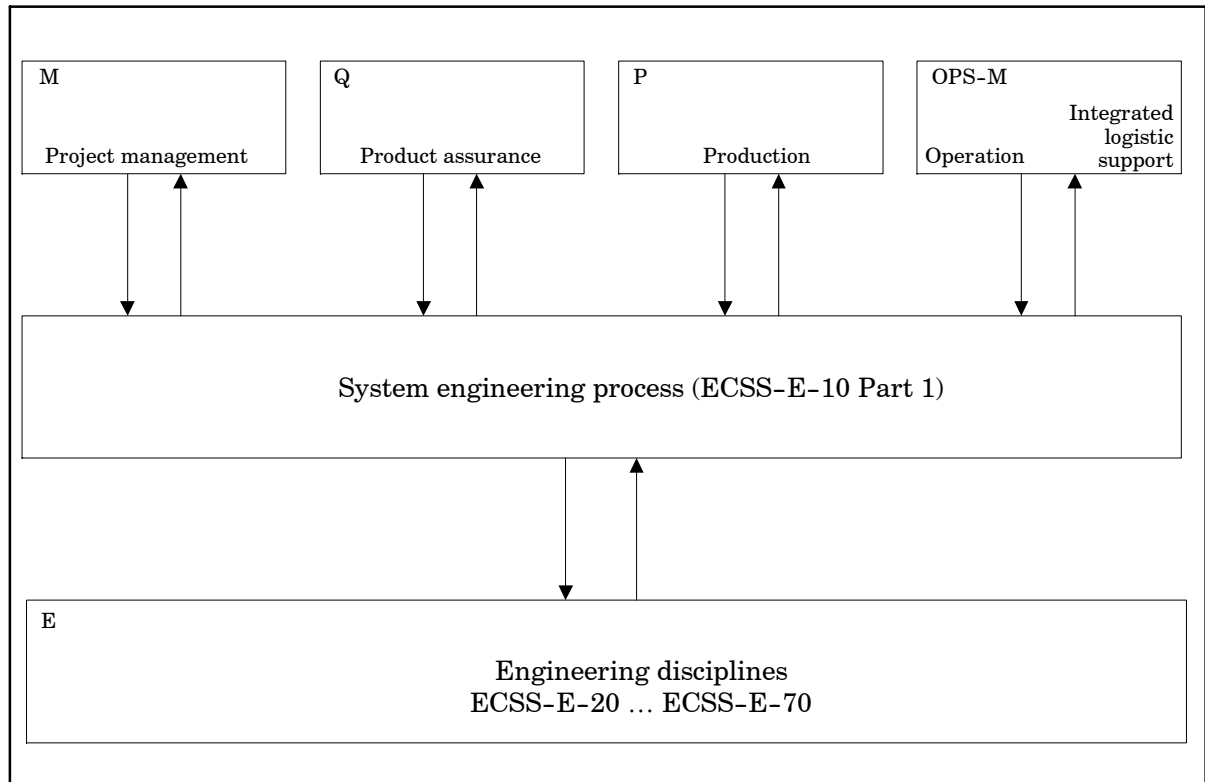 M
Project management
Q
Product assurance
P
Production
OPS-M
Integrated
logistic
support
Operation
System engineering process (ECSS-E-10 Part 1)
E
Engineering disciplines
ECSS-E-20 … ECSS-E-70